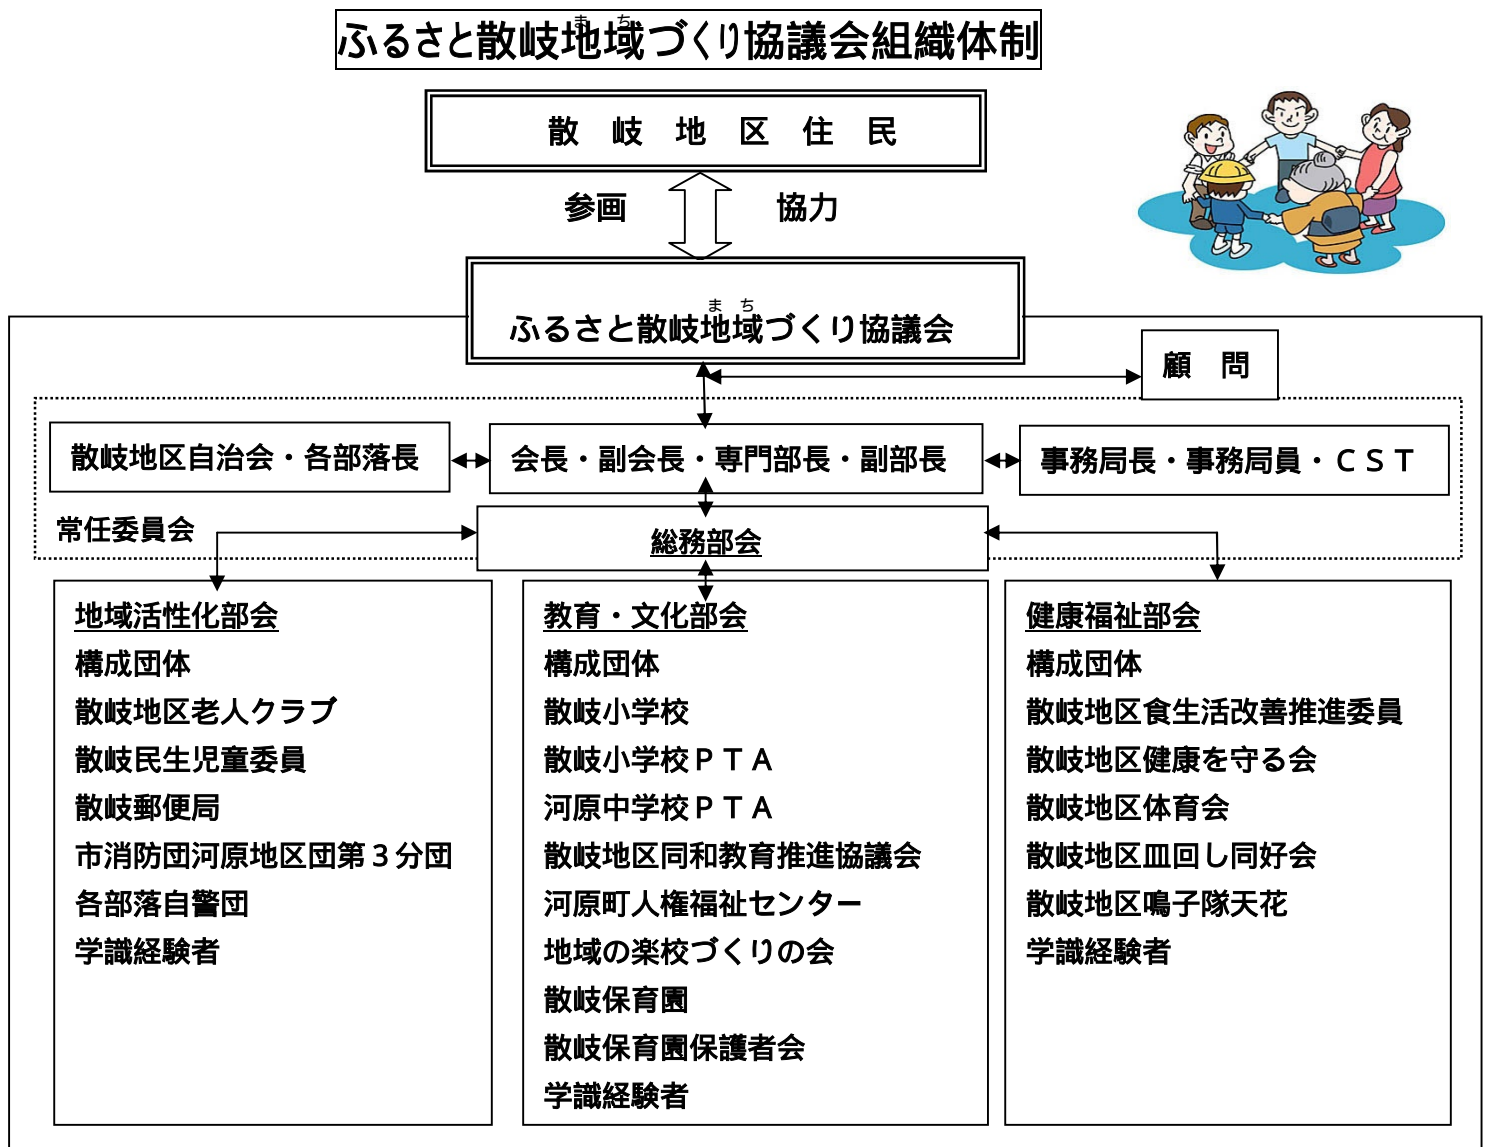 ふるさと散岐地域づくり協議会組織体制
まち
散岐地区住民
参画 協力
まち
ふるさと散岐地域づくり協議会
顧問
散岐地区自治会・各部落長
会長・副会長・専門部長・副部長
事務局長・事務局員・ＣＳＴ
常任委員会
総務部会
地域活性化部会
構成団体
散岐地区老人クラブ
散岐民生児童委員
散岐郵便局
市消防団河原地区団第３分団
各部落自警団
学識経験者
教育・文化部会
構成団体
散岐小学校
散岐小学校ＰＴＡ
河原中学校ＰＴＡ
散岐地区同和教育推進協議会
河原町人権福祉センター
地域の楽校づくりの会
散岐保育園
散岐保育園保護者会
学識経験者
健康福祉部会
構成団体
散岐地区食生活改善推進委員
散岐地区健康を守る会
散岐地区体育会
散岐地区皿回し同好会
散岐地区鳴子隊天花
学識経験者